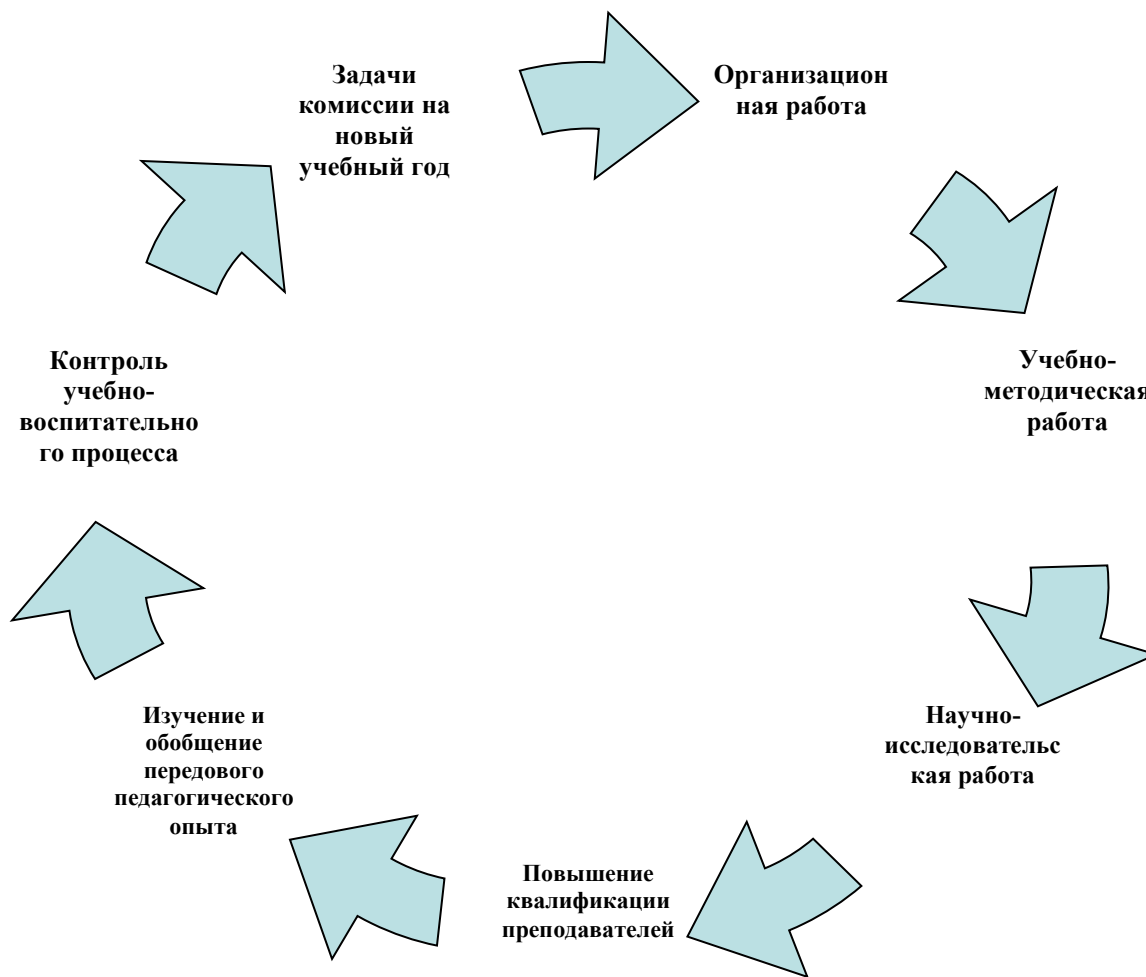 Задачи
комиссии на
новый
учебный год
Организацион
ная работа
Учебно-
методическая
работа
Научно-
исследовательс
кая работа
Повышение
квалификации
преподавателей
Изучение и
обобщение
передового
педагогического
опыта
Контроль
учебно-
воспитательно
го процесса